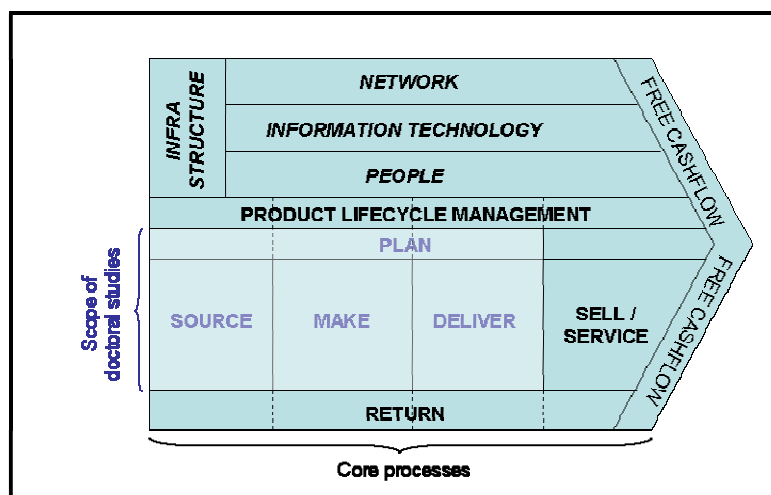 INFRA
STRUCTURE
NETWORK
INFORMATION TECHNOLOGY
PEOPLE
FREE CASHFLOW
PRODUCT LIFECYCLE MANAGEMENT
Scope of
doctoral studies
PLAN
SOURCE
MAKE
DELIVER
SELL /
SERVICE
FREE CASHFLOW
RETURN
Core processes